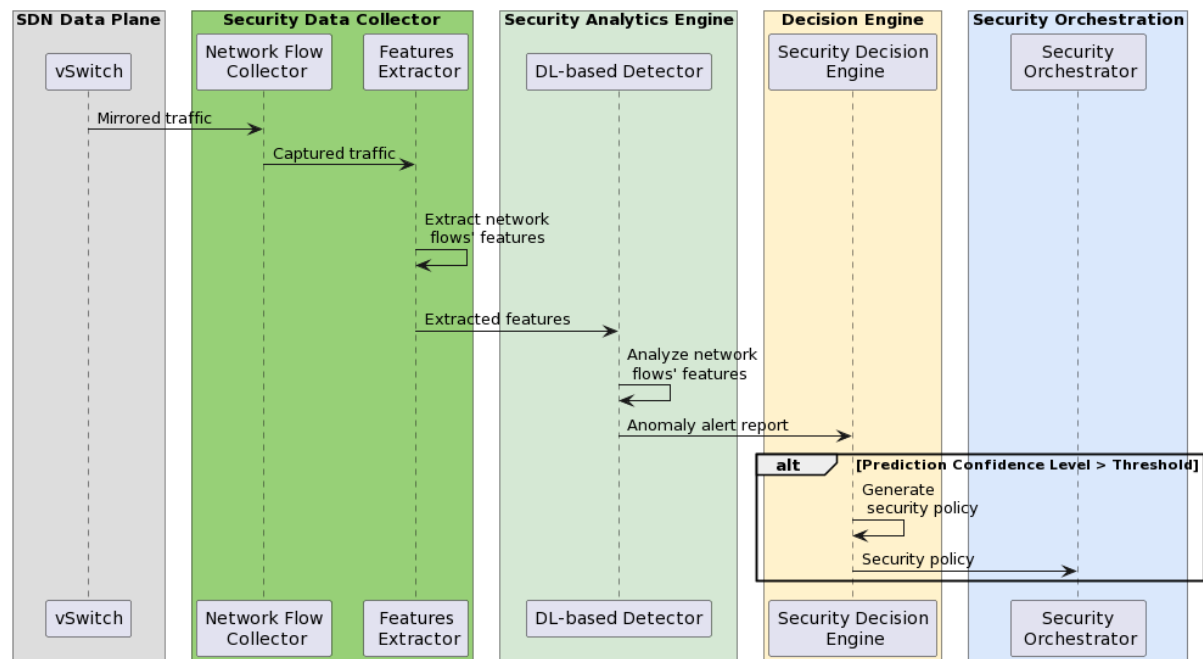 SDN Data Plane
Security Data Collector
Security Analytics Engine
Decision Engine
Security Orchestration
vSwitch
Network Flow
Collector
Features
Extractor
DL-based Detector
Security Decision
Engine
Security
Orchestrator
Mirrored traffic
Captured traffic
Extract network
flows' features
Extracted features
Analyze network
flows' features
Anomaly alert report
alt
[Prediction Confidence Level > Threshold]
Generate
security policy
Security policy
vSwitch
Network Flow
Collector
Features
Extractor
DL-based Detector
Security Decision
Engine
Security
Orchestrator